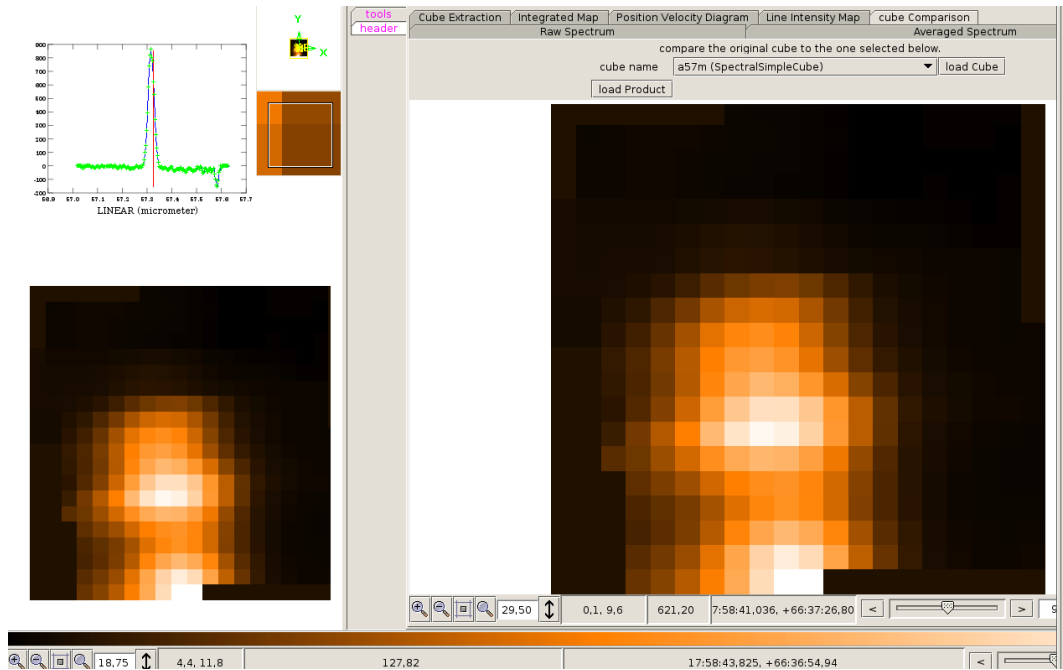 tools
header
Cube Extraction
Integrated Map
Position Velocity Diagram
Line Intensity Map
cube Comparison
Raw Spectrum
Averaged Spectrum
compare the original cube to the one selected below.
cube name
a57m (SpectralSimpleCube)
load Cube
load Product
Y
X
800
700
600
500
400
300
200
100
0
-100
57.0
57.1
57.2
57.3
57.4
57.5
57.6
57.7
LINEAR (micrometer)
29,50
0,1, 9,6
621,20
7:58:41,036, +66:37:26,80
<
>
18,75
4,4, 11,8
127,82
17:58:43,825, +66:36:54,94
<